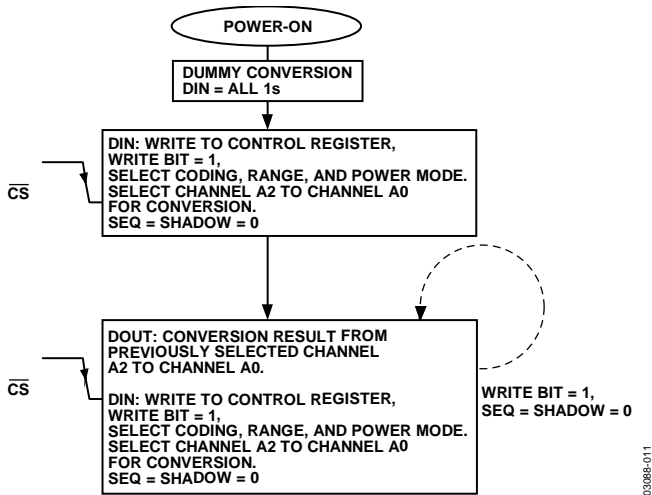 POWER-ON
DUMMY CONVERSION
DIN = ALL 1s
DIN: WRITE TO CONTROL REGISTER,
WRITE BIT = 1,
SELECT CODING, RANGE, AND POWER MODE.
SELECT CHANNEL A2 TO CHANNEL A0
FOR CONVERSION.
SEQ = SHADOW = 0
C̅S̅
DOUT: CONVERSION RESULT FROM
PREVIOUSLY SELECTED CHANNEL
A2 TO CHANNEL A0.
DIN: WRITE TO CONTROL REGISTER,
WRITE BIT = 1,
SELECT CODING, RANGE, AND POWER MODE.
SELECT CHANNEL A2 TO CHANNEL A0
FOR CONVERSION.
SEQ = SHADOW = 0
C̅S̅
WRITE BIT = 1,
SEQ = SHADOW = 0
03088-011